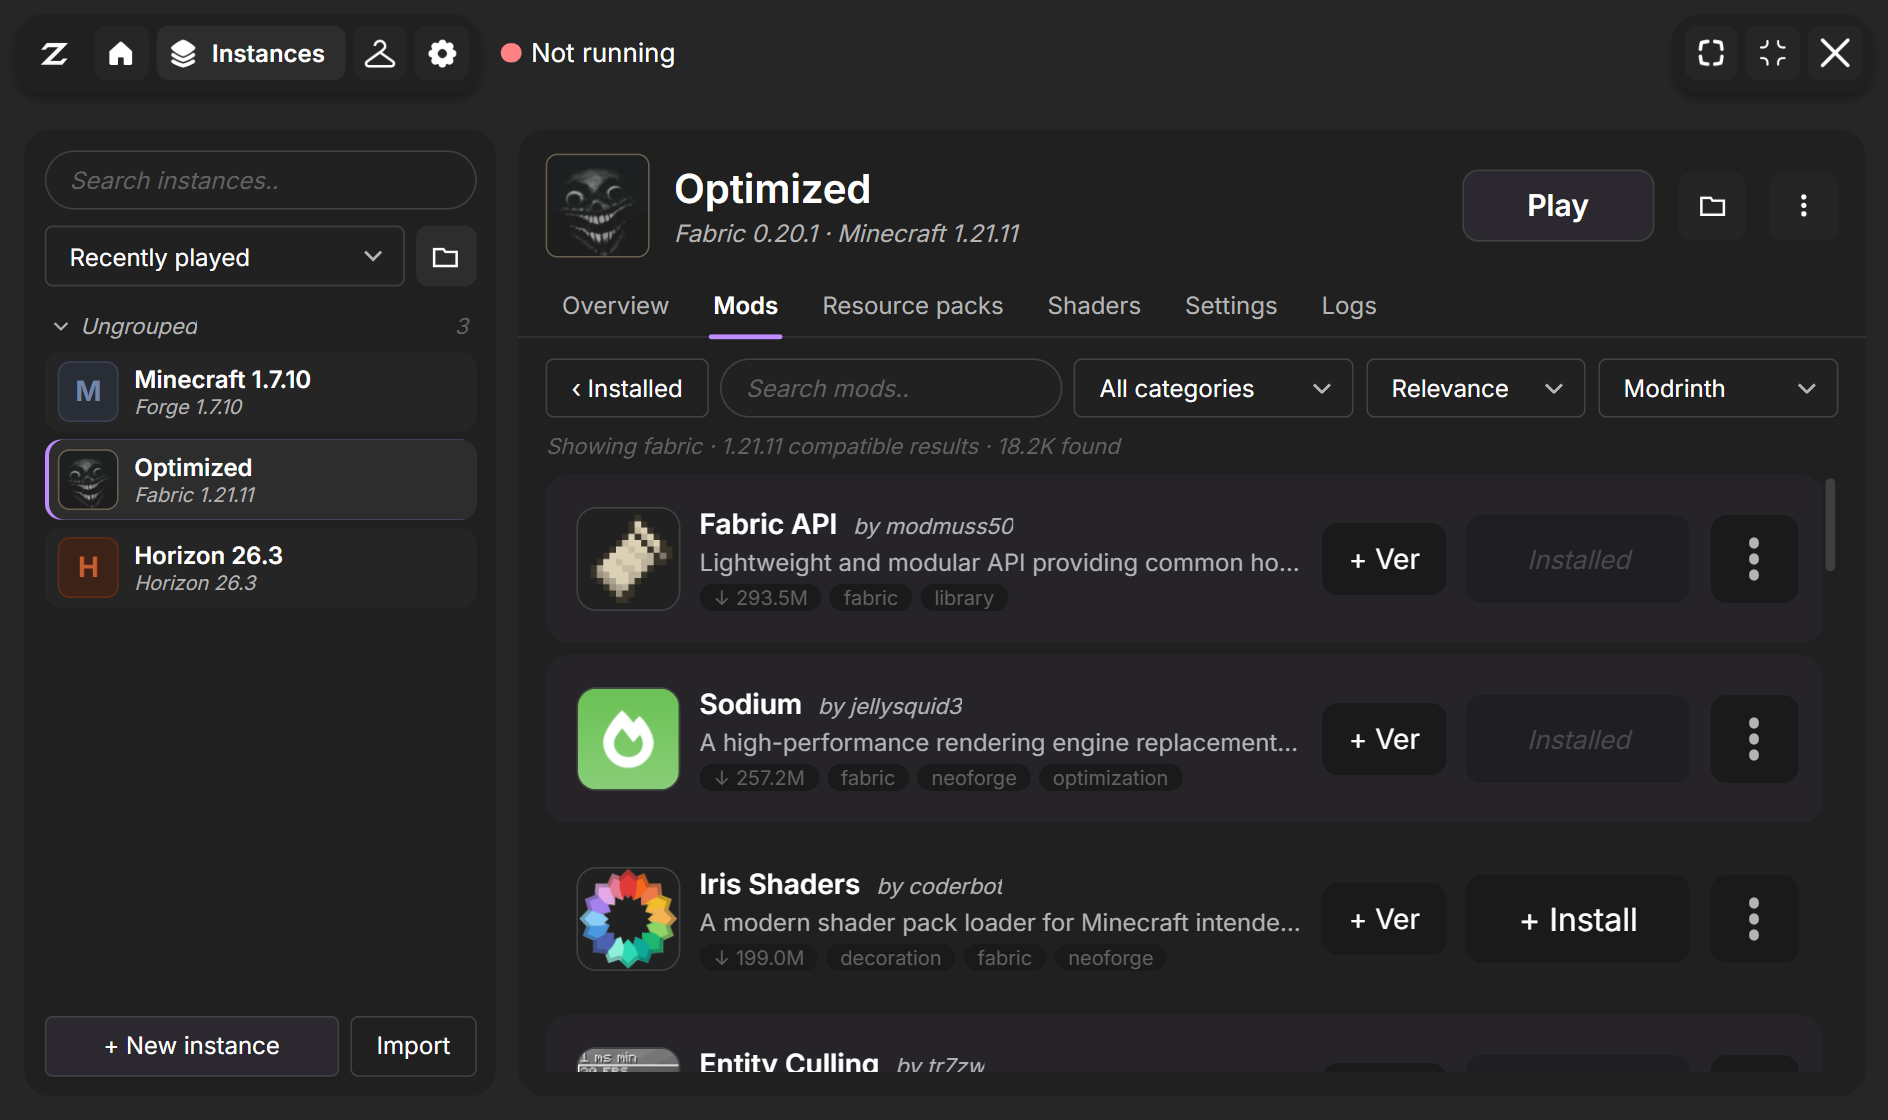 Instances
Not running
Search instances..
Recently played
Ungrouped 3
M
Minecraft 1.7.10
Forge 1.7.10
Optimized
Fabric 1.21.11
H
Horizon 26.3
Horizon 26.3
+ New instance
Import
Optimized
Fabric 0.20.1 · Minecraft 1.21.11
Play
Overview Mods Resource packs Shaders Settings Logs
‹ Installed
Search mods..
All categories
Relevance
Modrinth
Showing fabric · 1.21.11 compatible results · 18.2K found
Fabric API by modmuss50
Lightweight and modular API providing common ho...
↓ 293.5M fabric library
+ Ver
Installed
Sodium by jellysquid3
A high-performance rendering engine replacement...
↓ 257.2M fabric neoforge optimization
+ Ver
Installed
Iris Shaders by coderbot
A modern shader pack loader for Minecraft intende...
↓ 199.0M decoration fabric neoforge
+ Ver
+ Install
1 ms min
Entity Culling by tr7zw